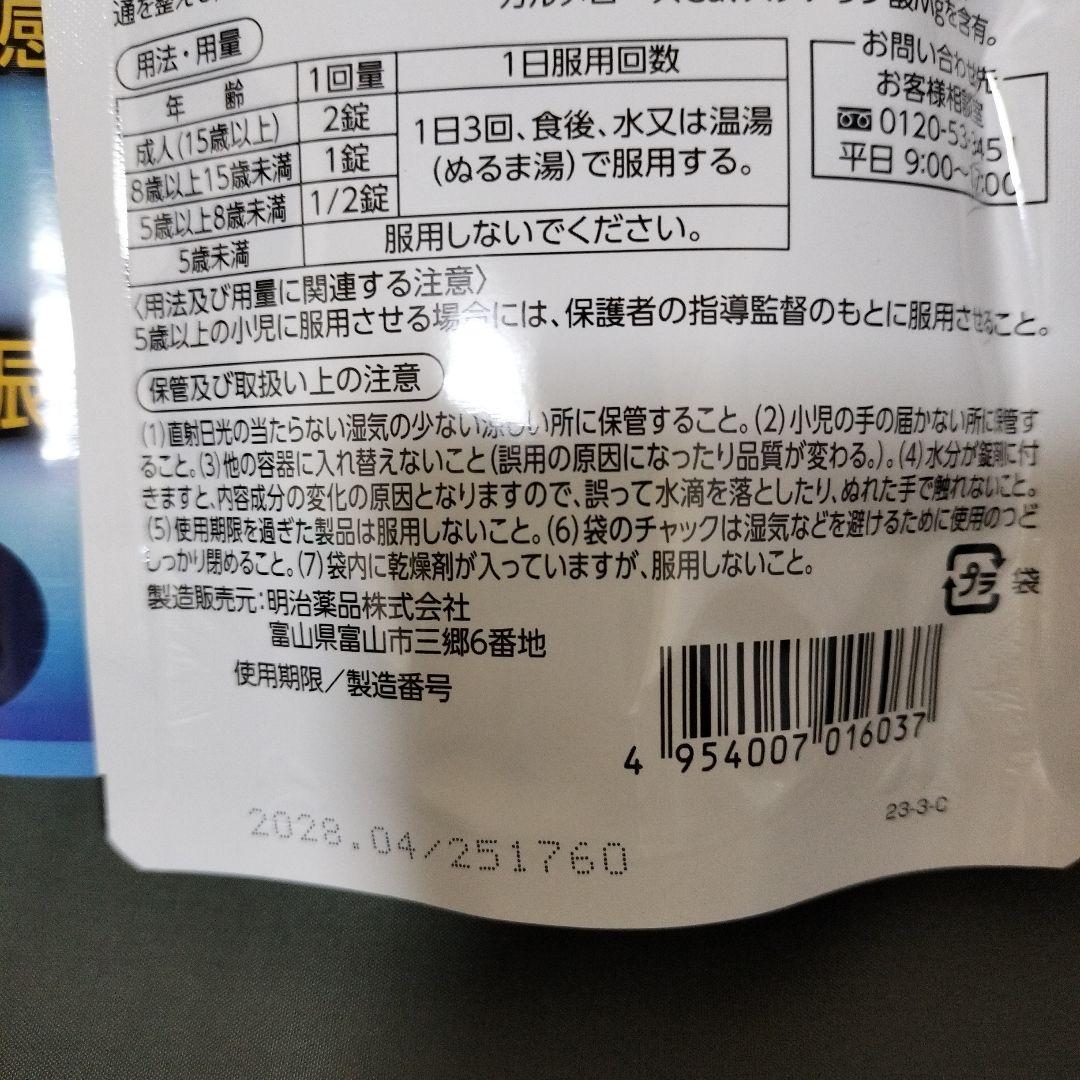 通を整え
Mgを含有。
用法・用量
年　齢 1回量 1日服用回数
成人(15歳以上) 2錠
8歳以上15歳未満 1錠
5歳以上8歳未満 1/2錠
1日3回、食後、水又は温湯
(ぬるま湯)で服用する。
5歳未満 服用しないでください。
お問い合わせ先
お客様相談室
0120-53
平日 9:00〜17:00
〈用法及び用量に関連する注意〉
5歳以上の小児に服用させる場合には、保護者の指導監督のもとに服用させること。
保管及び取扱い上の注意
(1)直射日光の当たらない湿気の少ない涼しい所に保管すること。(2)小児の手の届かない所に保管す
ること。(3)他の容器に入れ替えないこと(誤用の原因になったり品質が変わる。)。(4)水分が錠剤に付
きますと、内容成分の変化の原因となりますので、誤って水滴を落としたり、ぬれた手で触れないこと。
(5)使用期限を過ぎた製品は服用しないこと。(6)袋のチャックは湿気などを避けるために使用のつど
しっかり閉めること。(7)袋内に乾燥剤が入っていますが、服用しないこと。
プラ 袋
製造販売元:明治薬品株式会社
富山県富山市三郷6番地
使用期限/製造番号
4 954007 016037
23-3-C
2028.04/251760
感